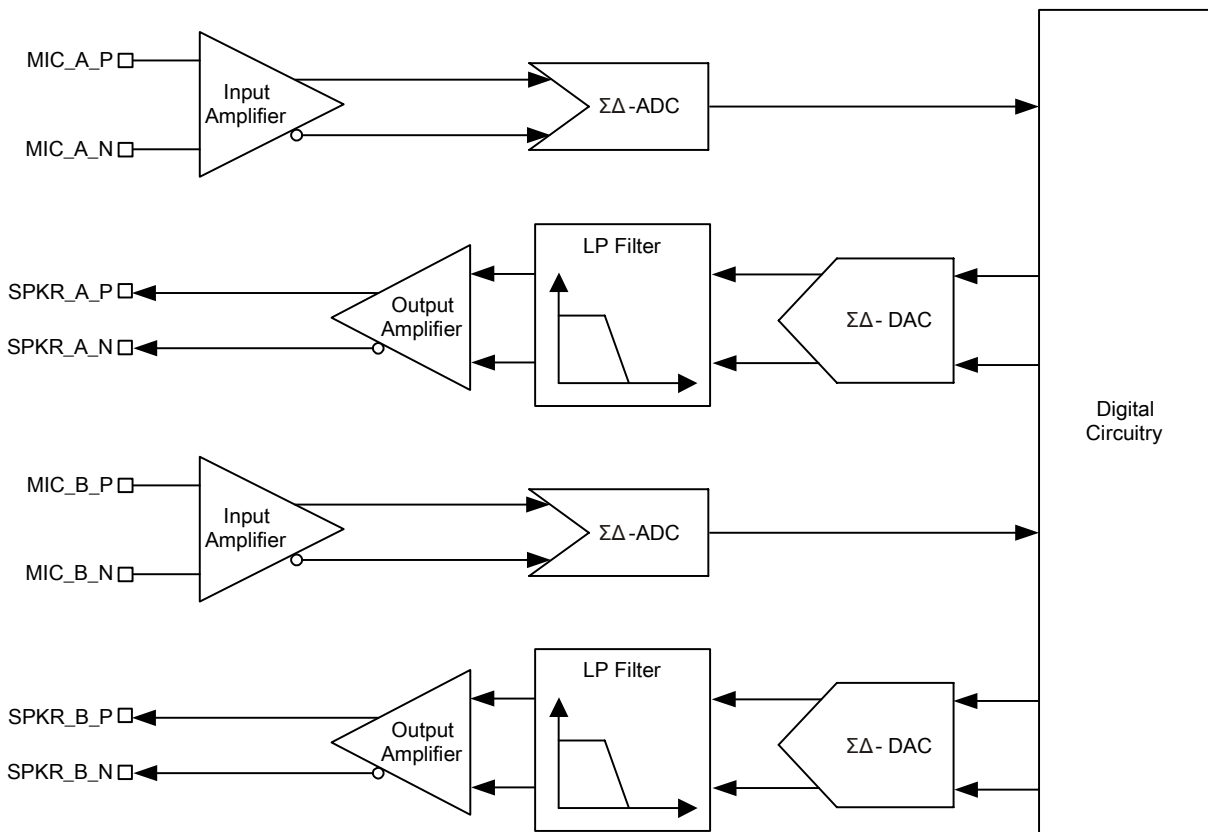 MIC_A_P
Input
Amplifier
ΣΔ -ADC
MIC_A_N
LP Filter
SPKR_A_P
Output
Amplifier
ΣΔ - DAC
SPKR_A_N
Digital
Circuitry
MIC_B_P
Input
Amplifier
ΣΔ -ADC
MIC_B_N
LP Filter
SPKR_B_P
Output
Amplifier
ΣΔ - DAC
SPKR_B_N